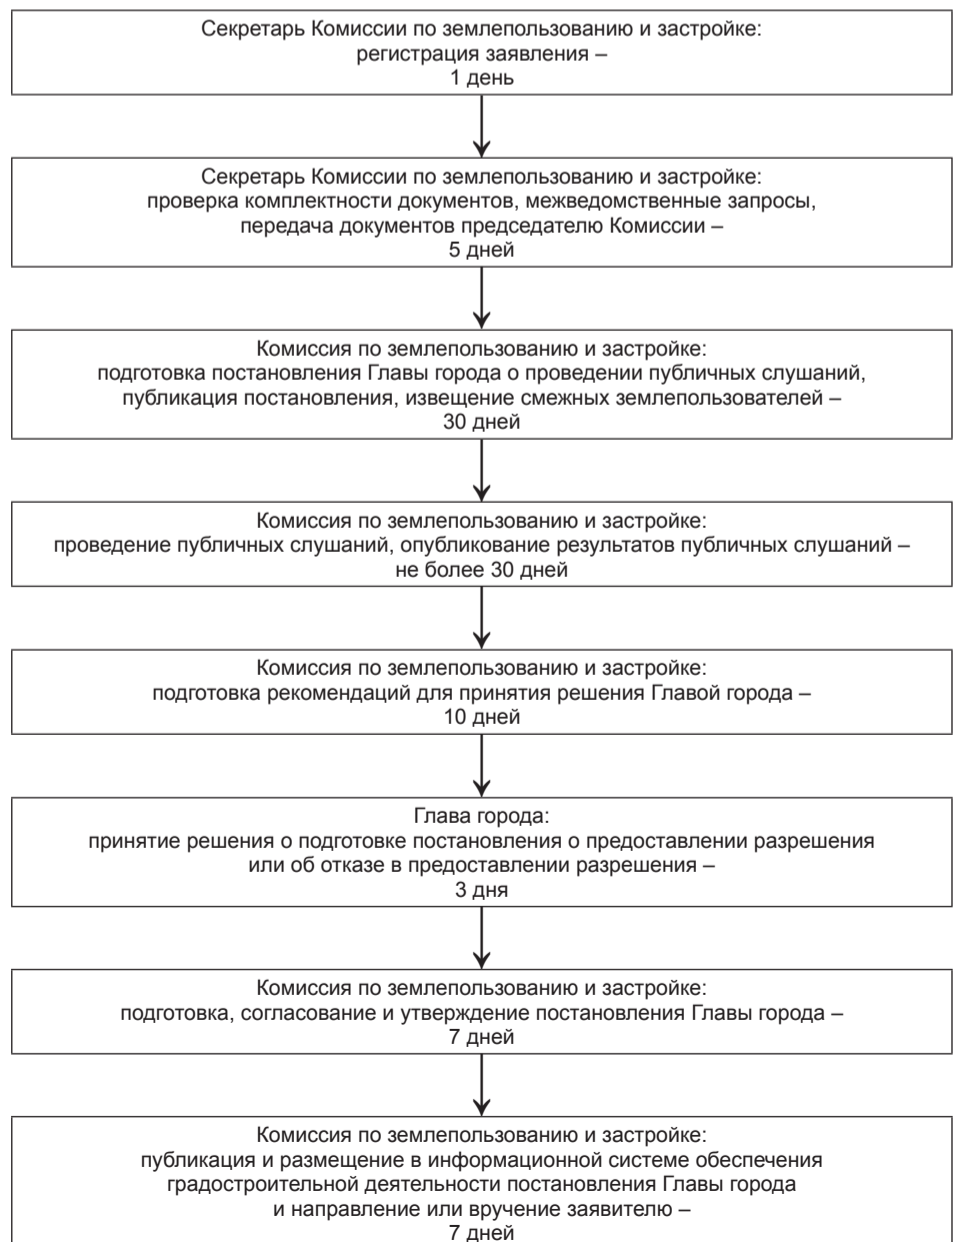 Секретарь Комиссии по землепользованию и застройке:
регистрация заявления –
1 день
Секретарь Комиссии по землепользованию и застройке:
проверка комплектности документов, межведомственные запросы,
передача документов председателю Комиссии –
5 дней
Комиссия по землепользованию и застройке:
подготовка постановления Главы города о проведении публичных слушаний,
публикация постановления, извещение смежных землепользователей –
30 дней
Комиссия по землепользованию и застройке:
проведение публичных слушаний, опубликование результатов публичных слушаний –
не более 30 дней
Комиссия по землепользованию и застройке:
подготовка рекомендаций для принятия решения Главой города –
10 дней
Глава города:
принятие решения о подготовке постановления о предоставлении разрешения
или об отказе в предоставлении разрешения –
3 дня
Комиссия по землепользованию и застройке:
подготовка, согласование и утверждение постановления Главы города –
7 дней
Комиссия по землепользованию и застройке:
публикация и размещение в информационной системе обеспечения
градостроительной деятельности постановления Главы города
и направление или вручение заявителю –
7 дней